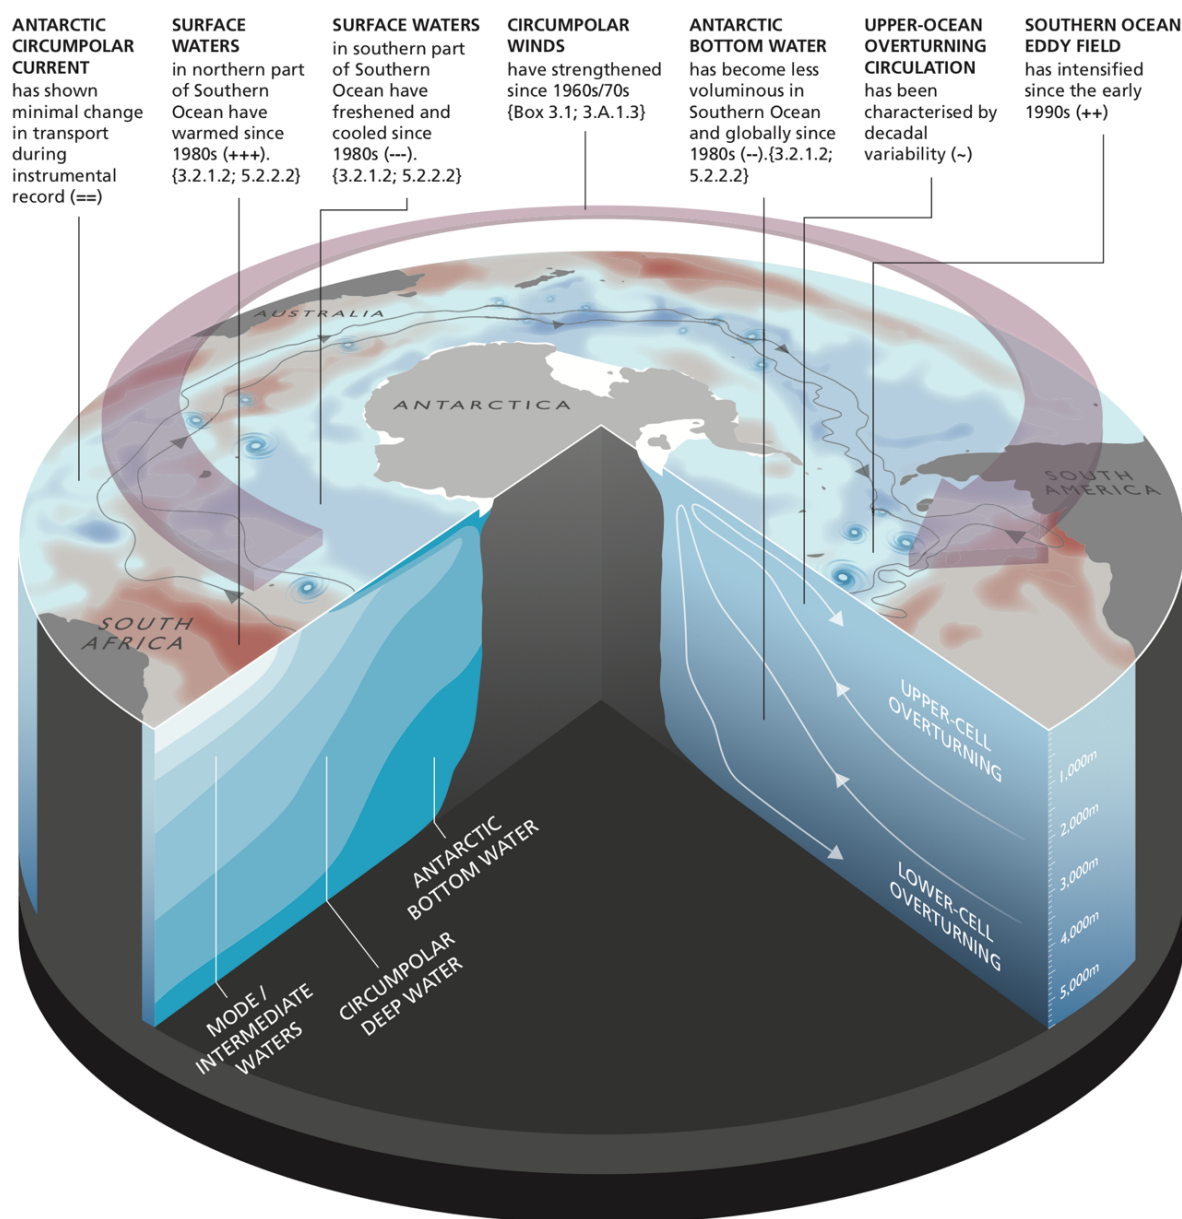 ANTARCTIC
CIRCUMPOLAR
CURRENT
has shown
minimal change
in transport
during
instrumental
record (==)
SURFACE
WATERS
in northern part
of Southern
Ocean have
warmed since
1980s (+++).
{3.2.1.2; 5.2.2.2}
SURFACE WATERS
in southern part
of Southern
Ocean have
freshened and
cooled since
1980s (---).
{3.2.1.2; 5.2.2.2}
CIRCUMPOLAR
WINDS
have strengthened
since 1960s/70s
{Box 3.1; 3.A.1.3}
ANTARCTIC
BOTTOM WATER
has become less
voluminous in
Southern Ocean
and globally since
1980s (--).{3.2.1.2;
5.2.2.2}
UPPER-OCEAN
OVERTURNING
CIRCULATION
has been
characterised by
decadal
variability (~)
SOUTHERN OCEAN
EDDY FIELD
has intensified
since the early
1990s (++)
AUSTRALIA
ANTARCTICA
SOUTH
AMERICA
SOUTH
AFRICA
UPPER-CELL
OVERTURNING
LOWER-CELL
OVERTURNING
1,000m
2,000m
3,000m
4,000m
5,000m
ANTARCTIC
BOTTOM WATER
CIRCUMPOLAR
DEEP WATER
MODE /
INTERMEDIATE
WATERS